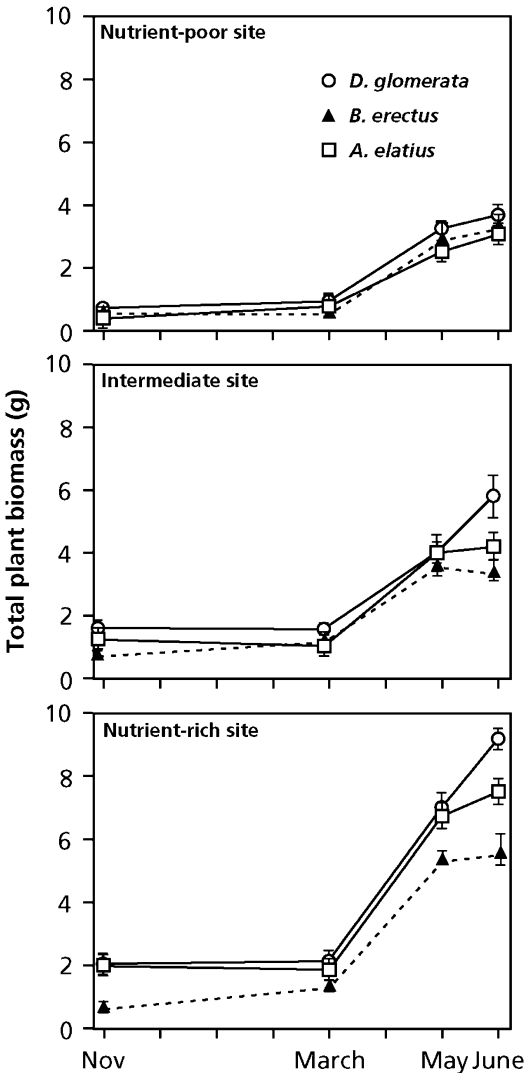 10
Nutrient-poor site
8
D. glomerata
B. erectus
6
A. elatius
4
2
0
10
Intermediate site
8
6
4
2
0
Total plant biomass (g)
10
Nutrient-rich site
8
6
4
2
0
Nov March May June